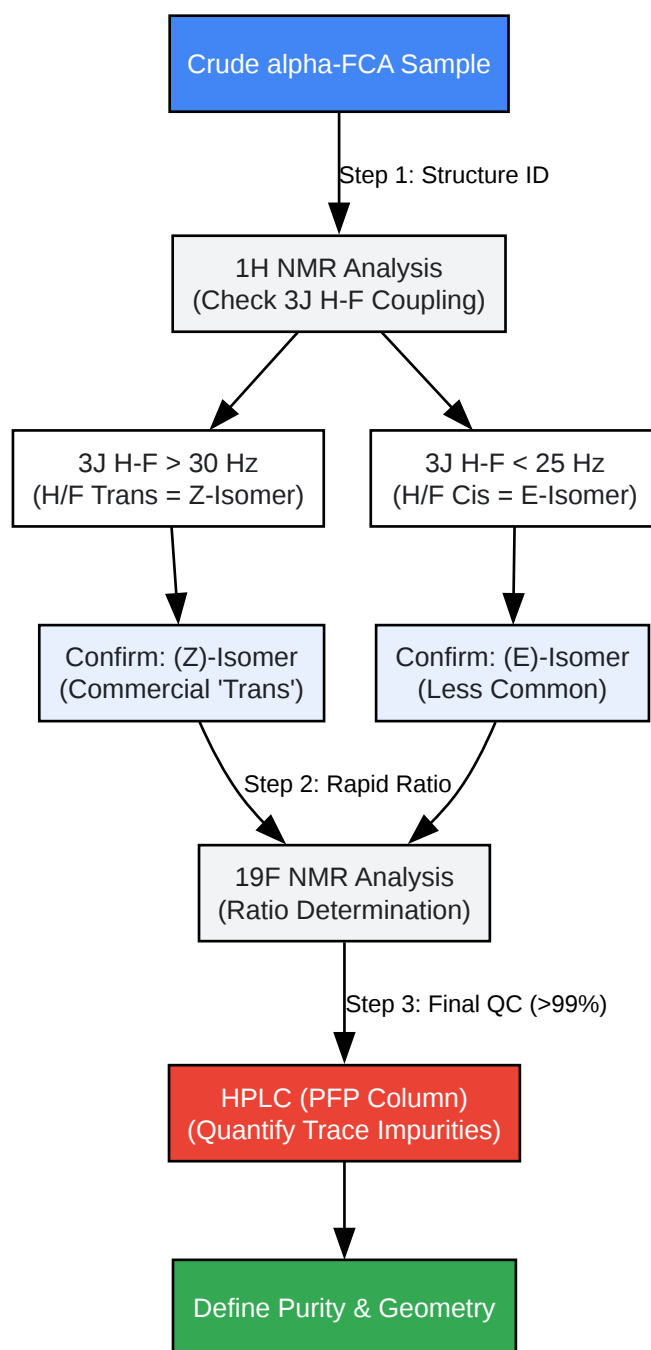 Crude alpha-FCA Sample
Step 1: Structure ID
1H NMR Analysis
(Check 3J H-F Coupling)
3J H-F > 30 Hz
(H/F Trans = Z-Isomer)
3J H-F < 25 Hz
(H/F Cis = E-Isomer)
Confirm: (Z)-Isomer
(Commercial 'Trans')
Confirm: (E)-Isomer
(Less Common)
Step 2: Rapid Ratio
19F NMR Analysis
(Ratio Determination)
Step 3: Final QC (>99%)
HPLC (PFP Column)
(Quantify Trace Impurities)
Define Purity & Geometry